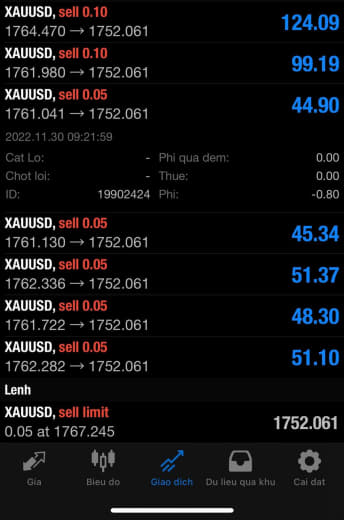 XAUUSD, sell 0.10
1764.470 → 1752.061
124.09
XAUUSD, sell 0.10
1761.980 → 1752.061
99.19
XAUUSD, sell 0.05
1761.041 → 1752.061
44.90
2022.11.30 09:21:59
Cat Lo: - Phi qua dem: 0.00
Chot loi: - Thue: 0.00
ID: 19902424 Phi: -0.80
XAUUSD, sell 0.05
1761.130 → 1752.061
45.34
XAUUSD, sell 0.05
1762.336 → 1752.061
51.37
XAUUSD, sell 0.05
1761.722 → 1752.061
48.30
XAUUSD, sell 0.05
1762.282 → 1752.061
51.10
Lenh
XAUUSD, sell limit
0.05 at 1767.245
1752.061
Gia Bieu do Giao dich Du lieu qua khu Cai dat